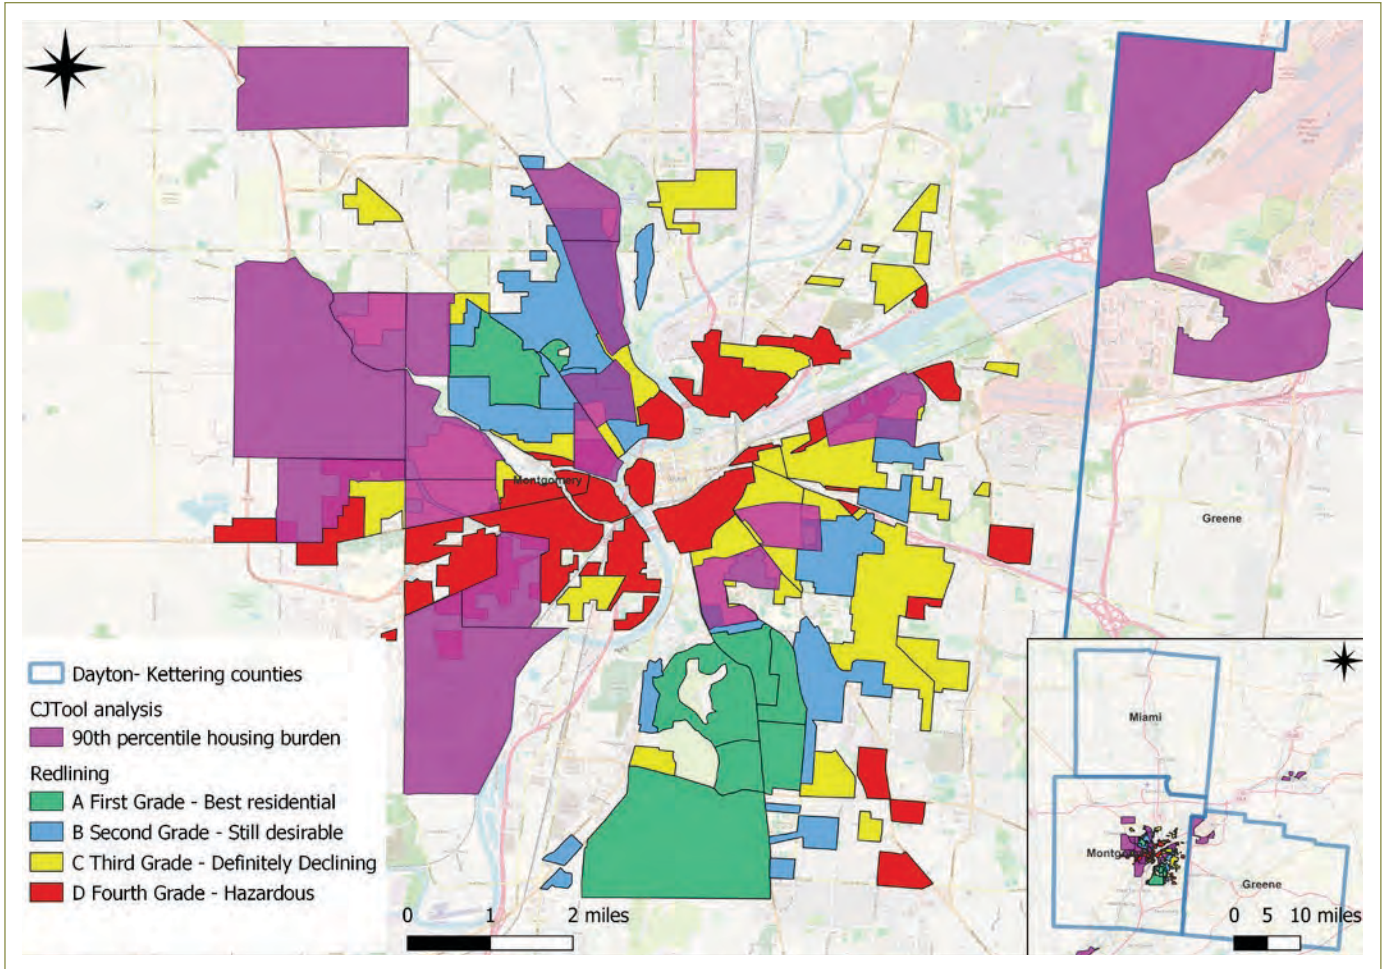 Montgomery
Greene
Dayton- Kettering counties
CJTool analysis
90th percentile housing burden
Redlining
A First Grade - Best residential
B Second Grade - Still desirable
C Third Grade - Definitely Declining
D Fourth Grade - Hazardous
0 1 2 miles
Miami
Greene
0 5 10 miles